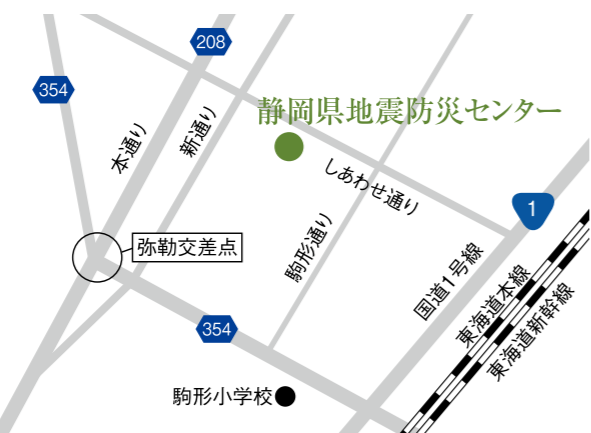 208
354
静岡県地震防災センター
本通り
新通り
しあわせ通り
1
弥勒交差点
駒形通り
国道1号線
東海道本線
東海道新幹線
354
駒形小学校